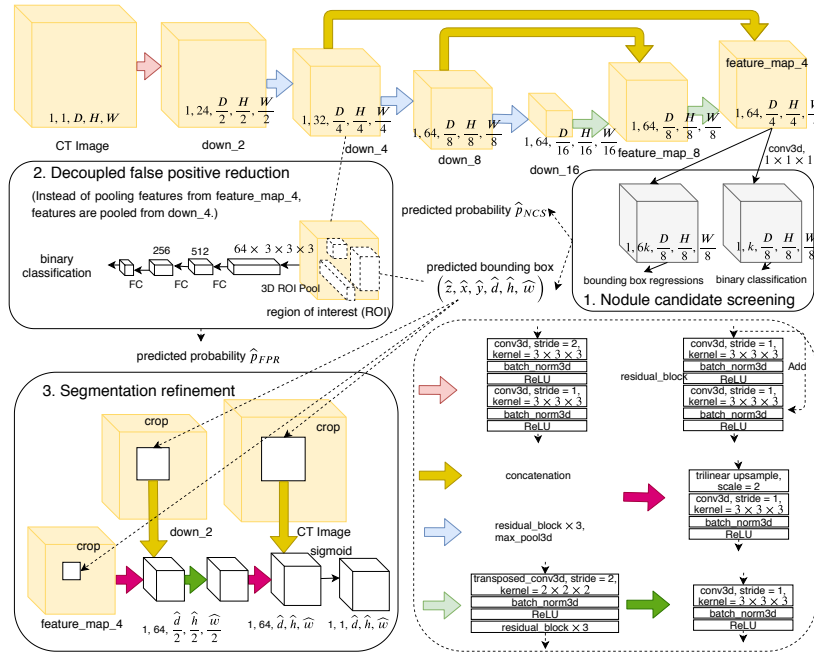 1, 1, D, H, W
CT Image
1, 24, D/2, H/2, W/2
down_2
1, 32, D/4, H/4, W/4
down_4
1, 64, D/8, H/8, W/8
down_8
1, 64, D/16, H/16, W/16
down_16
1, 64, D/8, H/8, W/8
feature_map_8
feature_map_4
1, 64, D/4, H/4, W/8
conv3d,
1 × 1 × 1
2. Decoupled false positive reduction
(Instead of pooling features from feature_map_4,
features are pooled from down_4.)
binary
classification
FC
256
FC
512
FC
64 × 3 × 3 × 3
3D ROI Pool
region of interest (ROI)
predicted probability p̂_NCS
predicted bounding box
(ẑ, x̂, ŷ, d̂, ĥ, ŵ)
1, 6k, D/8, H/8, W/8
bounding box regressions
1, k, D/8, H/8, W/8
binary classification
1. Nodule candidate screening
predicted probability p̂_FPR
3. Segmentation refinement
crop
down_2
crop
CT Image
crop
feature_map_4
sigmoid
1, 64, d̂/2, ĥ/2, ŵ/2
1, 64, d̂, ĥ, ŵ
1, 1, d̂, ĥ, ŵ
conv3d, stride = 2,
kernel = 3 × 3 × 3
batch_norm3d
ReLU
conv3d, stride = 1,
kernel = 3 × 3 × 3
batch_norm3d
ReLU
residual_block
conv3d, stride = 1,
kernel = 3 × 3 × 3
batch_norm3d
ReLU
conv3d, stride = 1,
kernel = 3 × 3 × 3
batch_norm3d
ReLU
Add
concatenation
trilinear upsample,
scale = 2
conv3d, stride = 1,
kernel = 3 × 3 × 3
batch_norm3d
ReLU
residual_block × 3,
max_pool3d
transposed_conv3d, stride = 2,
kernel = 2 × 2 × 2
batch_norm3d
ReLU
residual_block × 3
conv3d, stride = 1,
kernel = 3 × 3 × 3
batch_norm3d
ReLU